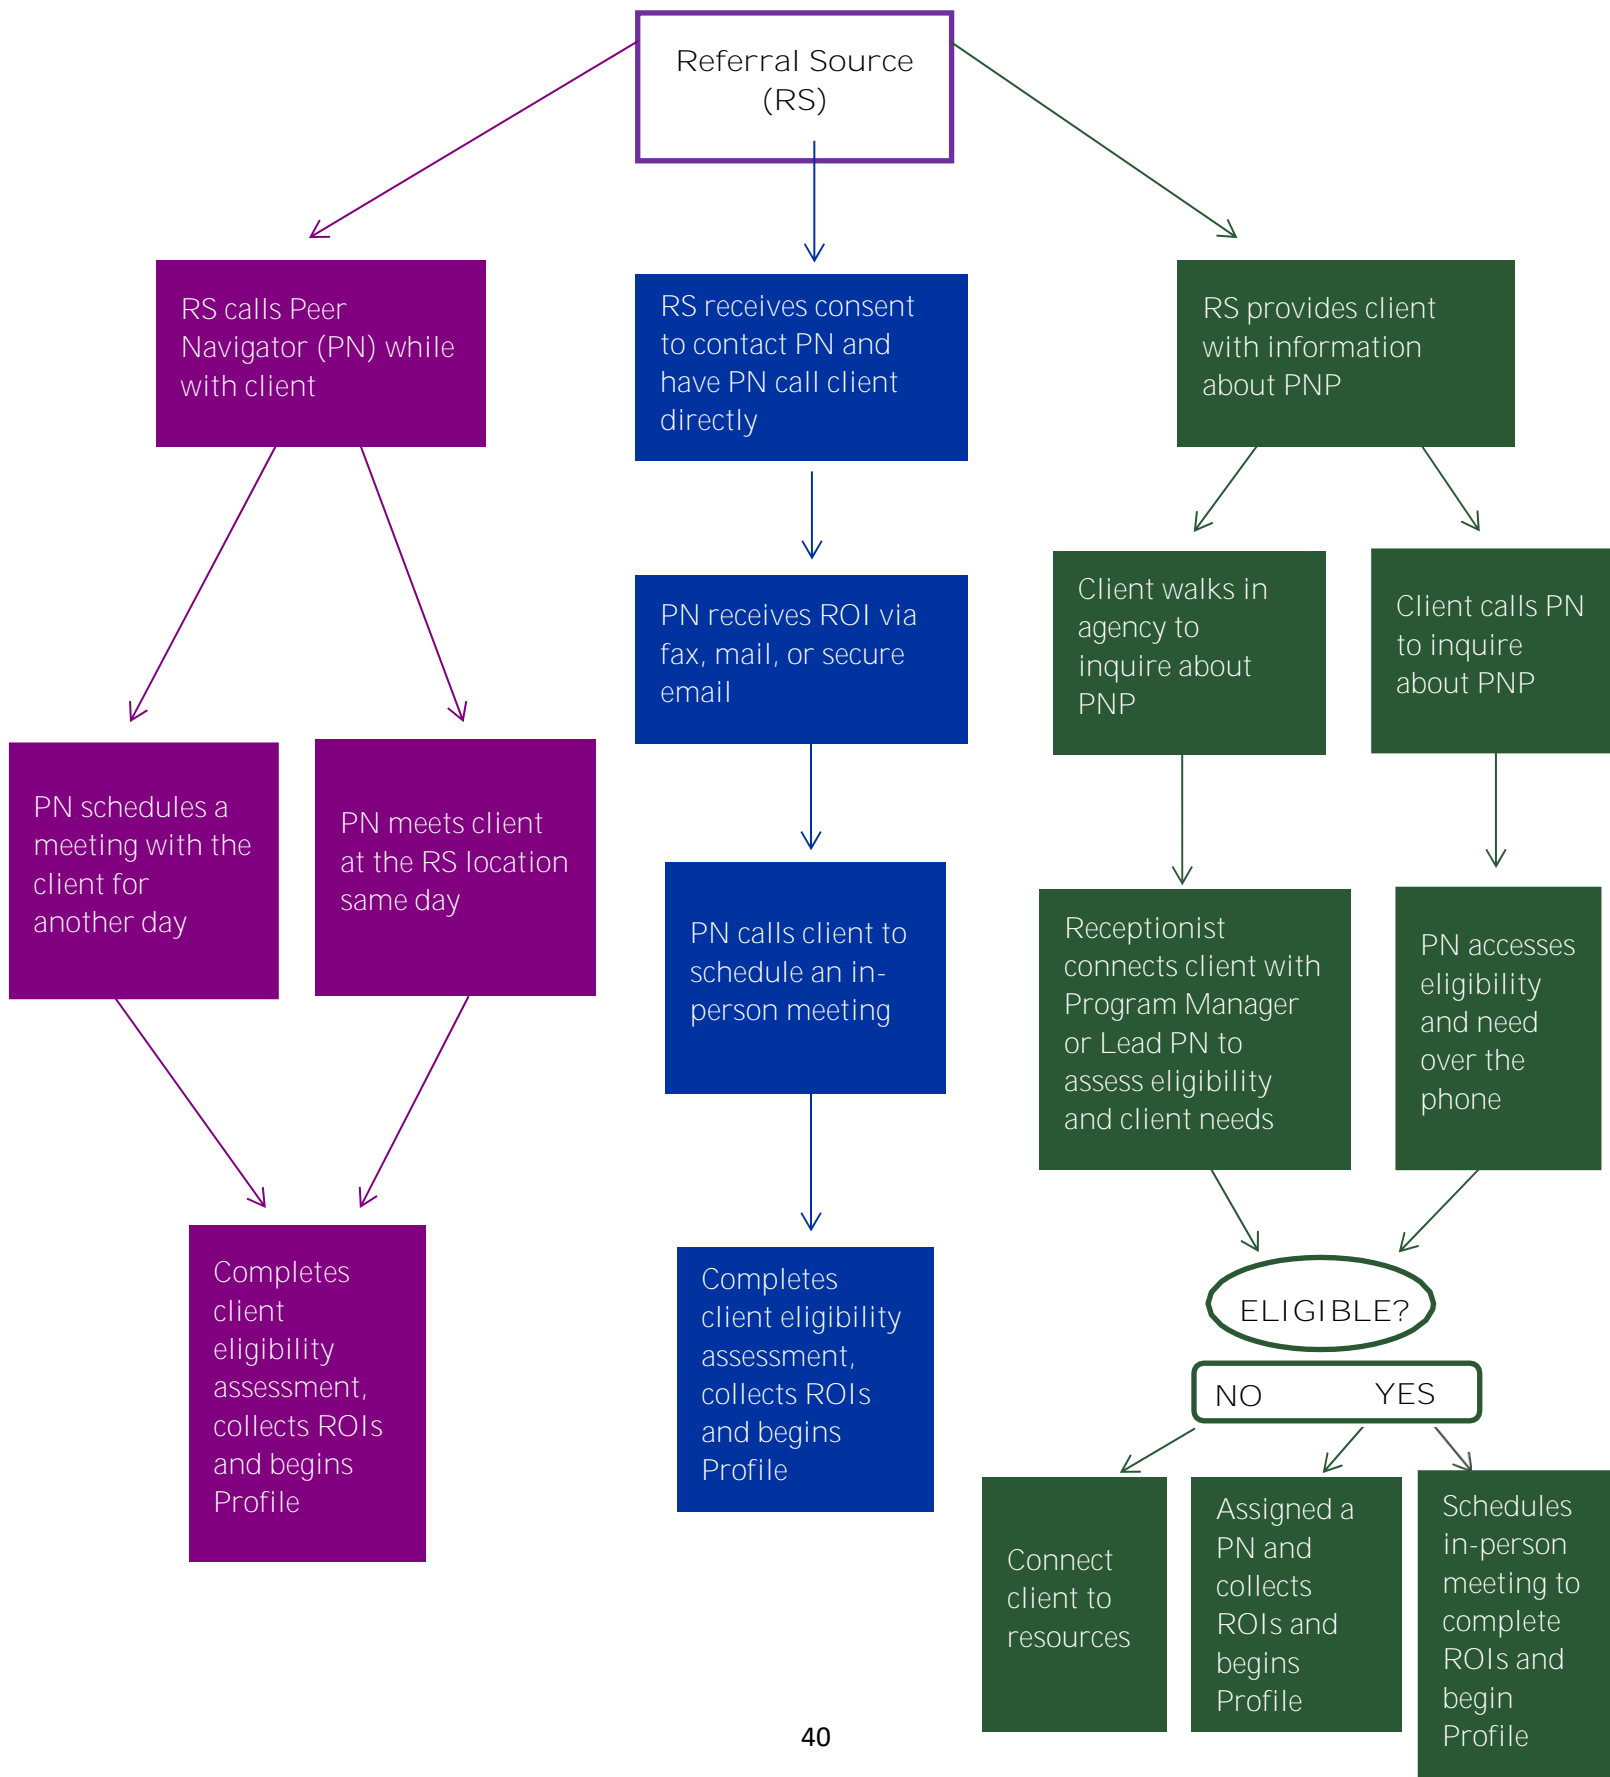 Referral Source
(RS)
RS calls Peer
Navigator (PN) while
with client
RS receives consent
to contact PN and
have PN call client
directly
RS provides client
with information
about PNP
PN receives ROI via
fax, mail, or secure
email
Client walks in
agency to
inquire about
PNP
Client calls PN
to inquire
about PNP
PN schedules a
meeting with the
client for
another day
PN meets client
at the RS location
same day
PN calls client to
schedule an in-
person meeting
Receptionist
connects client with
Program Manager
or Lead PN to
assess eligibility
and client needs
PN accesses
eligibility
and need
over the
phone
Completes
client
eligibility
assessment,
collects ROIs
and begins
Profile
Completes
client eligibility
assessment,
collects ROIs
and begins
Profile
ELIGIBLE?
NO YES
Connect
client to
resources
Assigned a
PN and
collects
ROIs and
begins
Profile
Schedules
in-person
meeting to
complete
ROIs and
begin
Profile
40